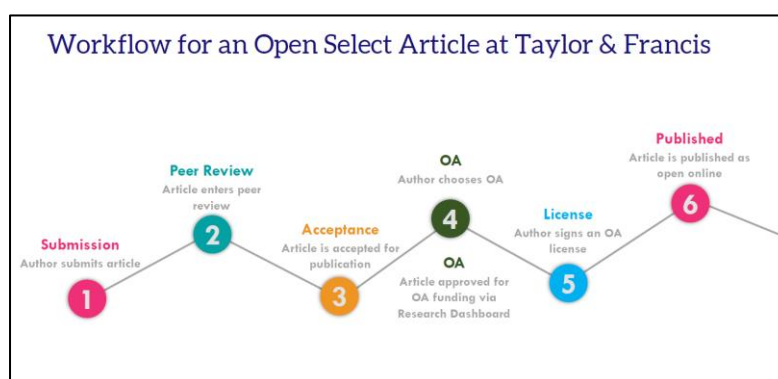 Workflow for an Open Select Article at Taylor & Francis
Submission
Author submits article
1
Peer Review
Article enters peer
review
2
Acceptance
Article is accepted for
publication
3
OA
Author chooses OA
4
OA
Article approved for
OA funding via
Research Dashboard
License
Author signs an OA
license
5
Published
Article is published as
open online
6